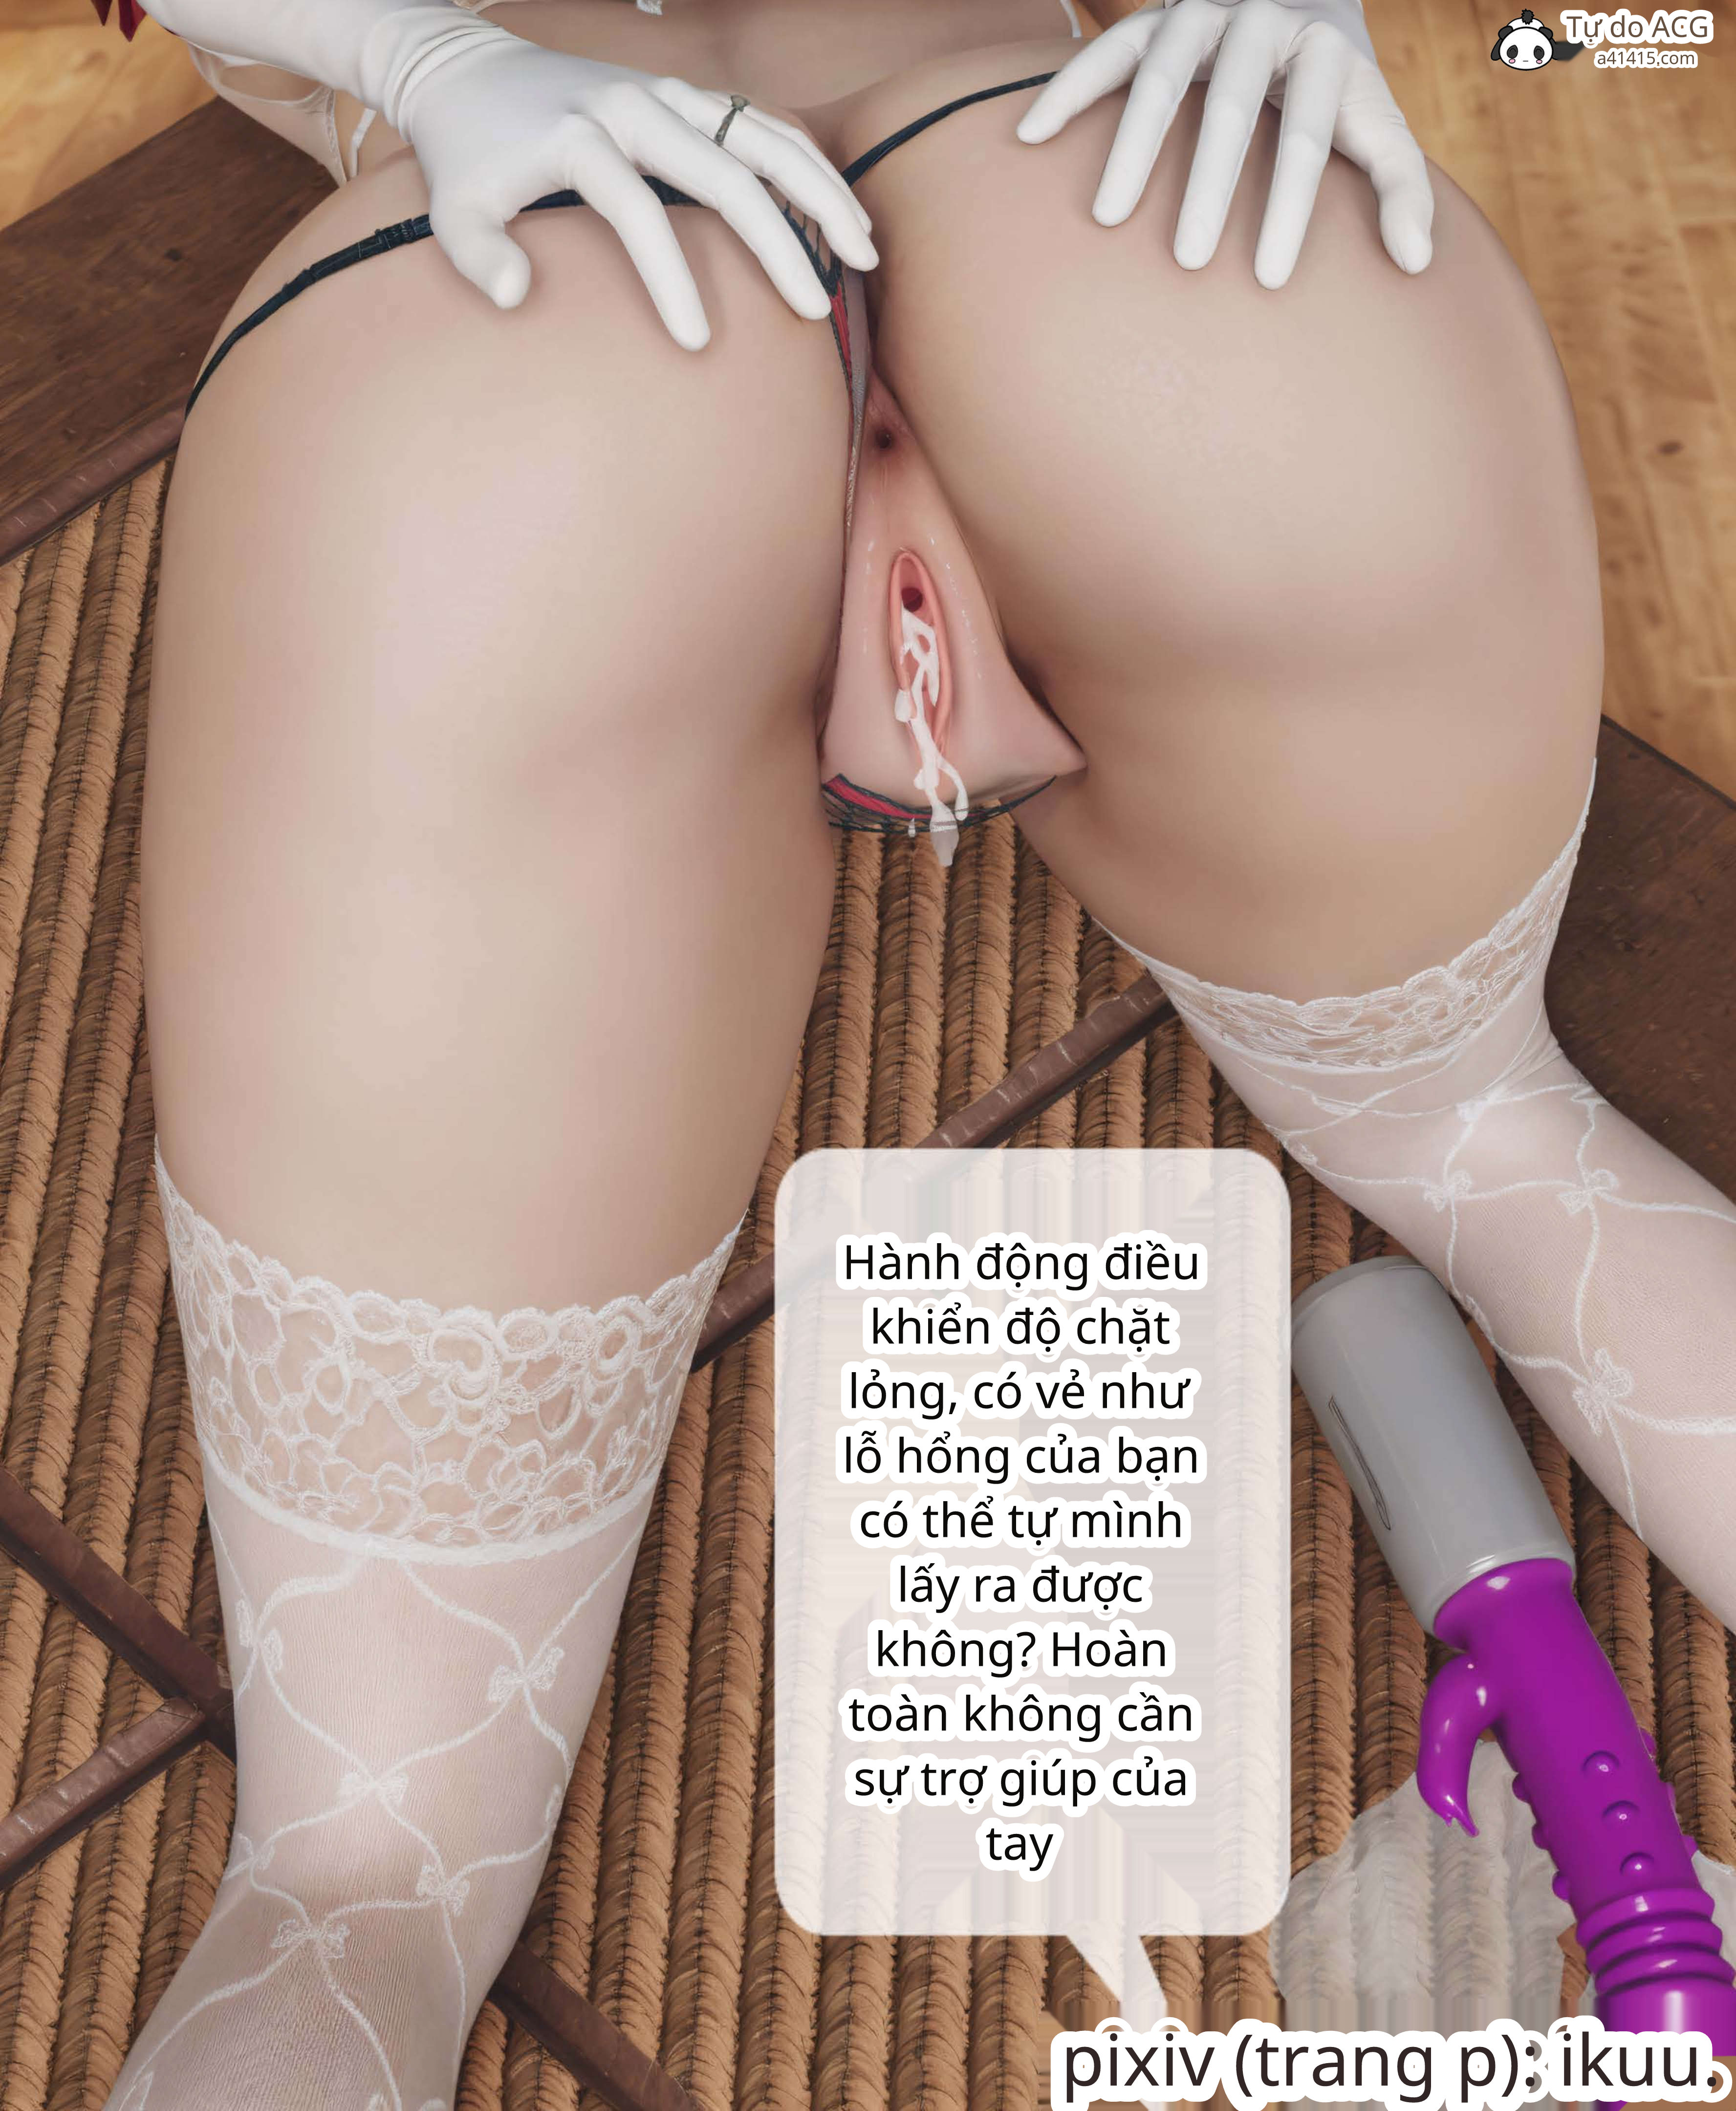 Tự do ACG
a41415.com
Hành động điều
khiển độ chặt
lỏng, có vẻ như
lỗ hổng của bạn
có thể tự mình
lấy ra được
không? Hoàn
toàn không cần
sự trợ giúp của
tay
pixiv (trang p): ikuu.